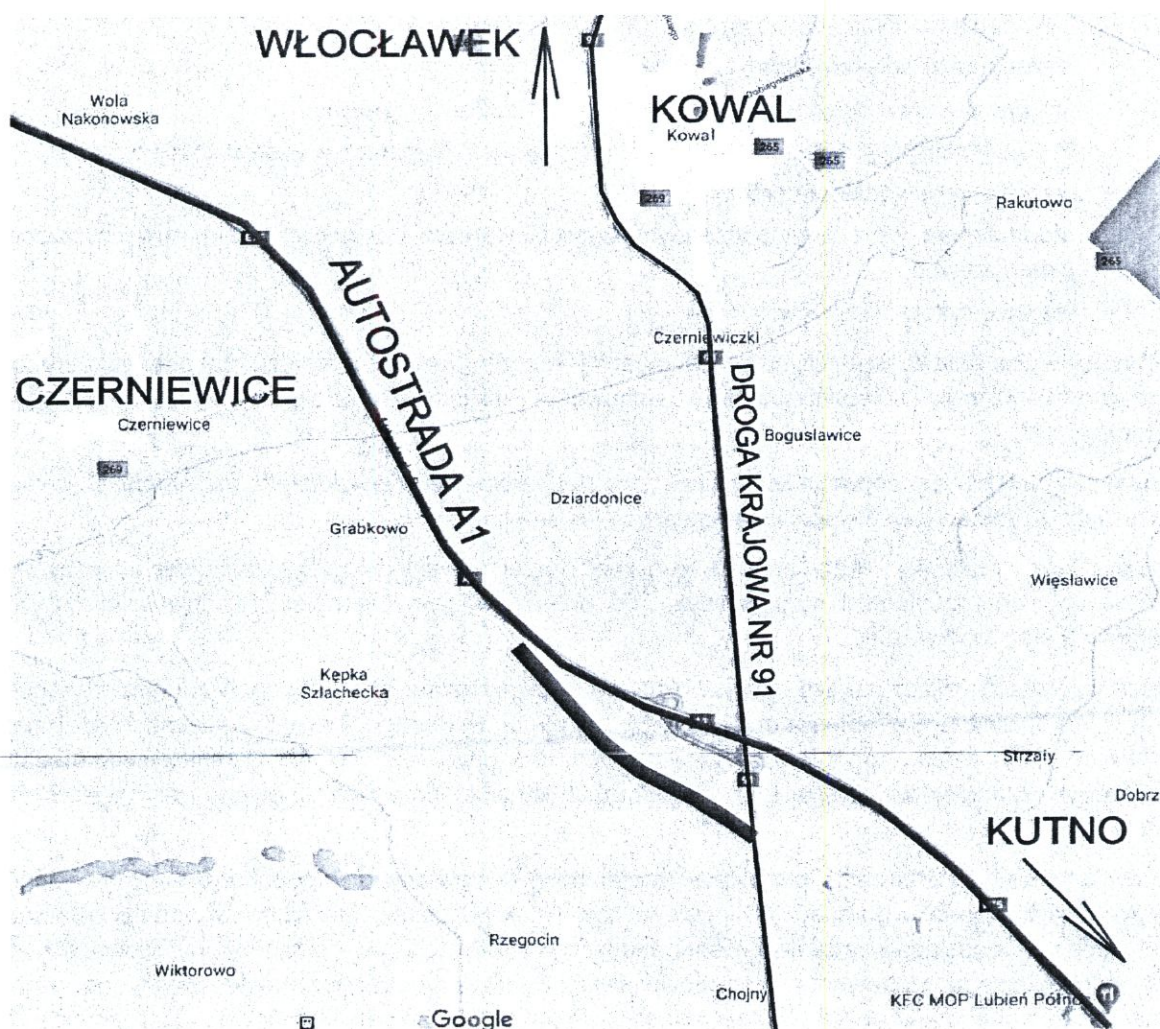 WŁOCŁAWEK
KOWAL
Kowal
Wola
Nakonowska
265
265
269
Rakutowo
265
AUTOSTRADA A1
Czerniewiczki
CZERNIEWICE
Czerniewice
DROGA KRAJOWA NR 91
Bogusławice
269
Dziardonice
Grabkowo
Więsławice
Kępka
Szlachecka
Strzały
Dobrz
KUTNO
Rzegocin
Wiktorowo
Chojny
KFC MOP Lubień Północ
Google